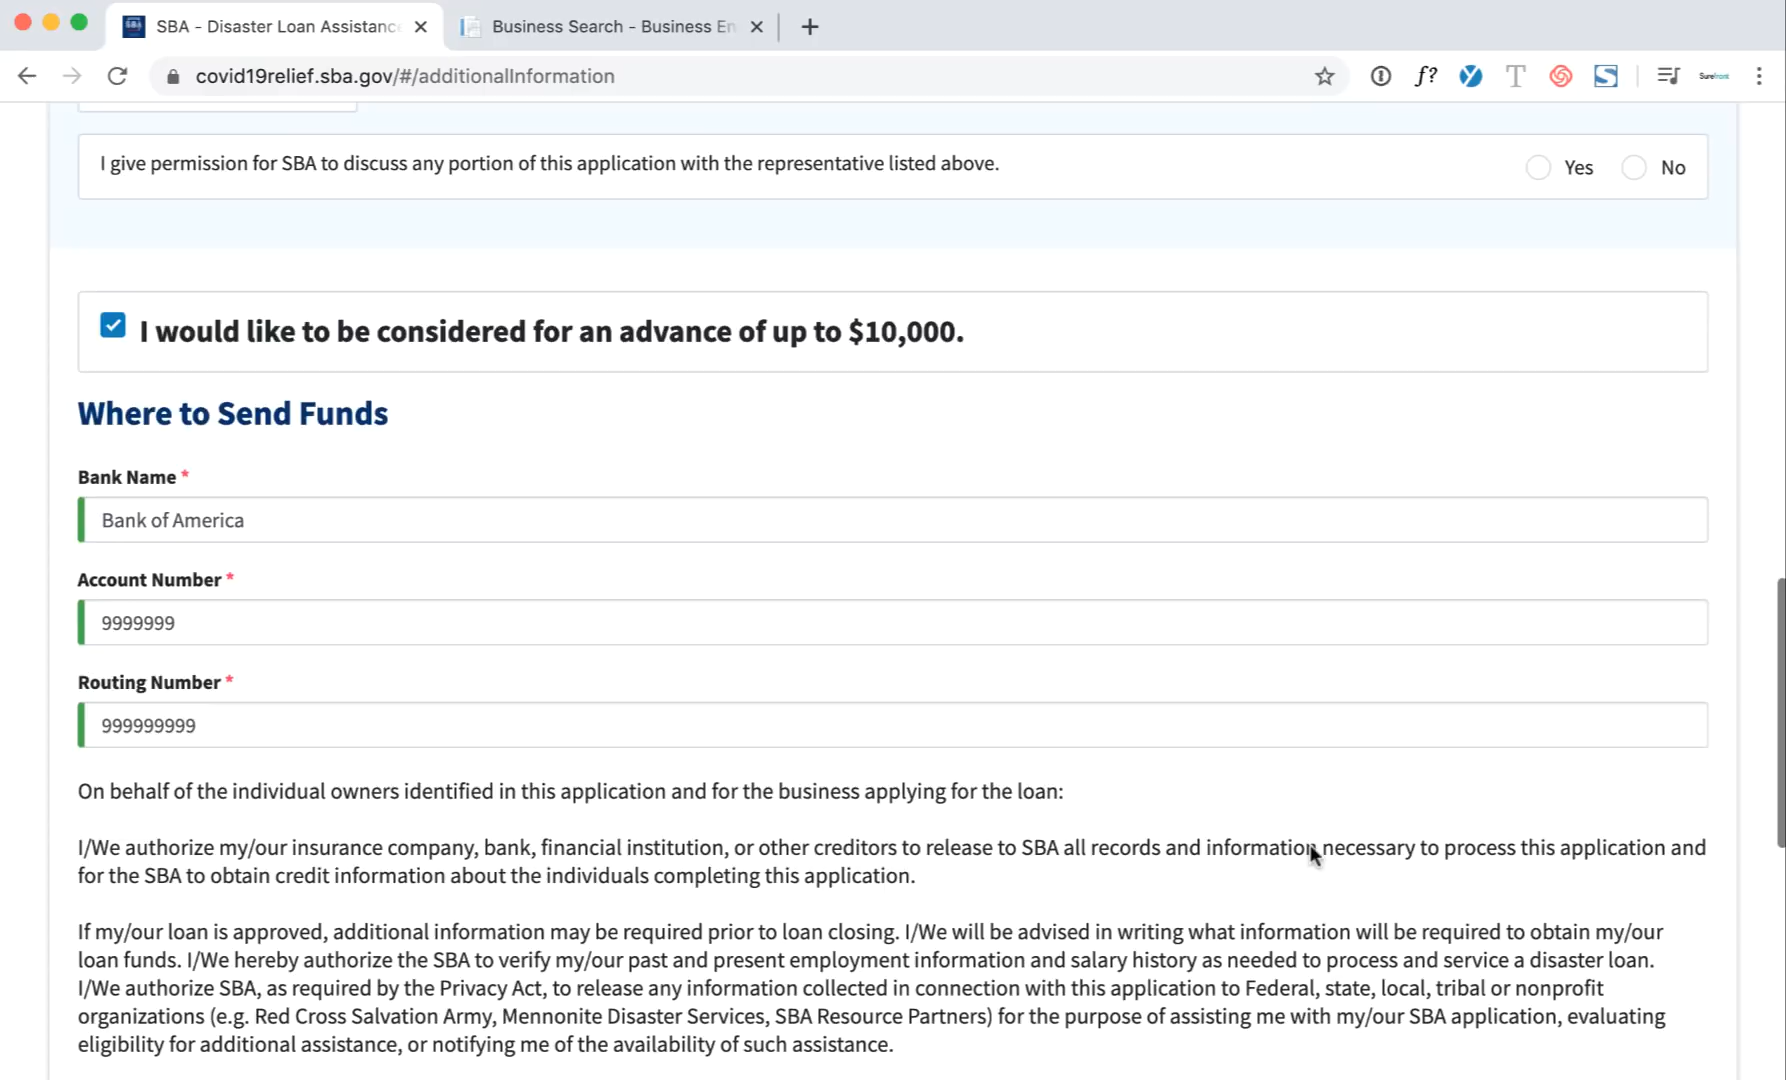 SBA - Disaster Loan Assistance
Business Search - Business En
covid19relief.sba.gov/#/additionalInformation
f?
T
S
Surefront
I give permission for SBA to discuss any portion of this application with the representative listed above.
Yes
No
I would like to be considered for an advance of up to $10,000.
Where to Send Funds
Bank Name *
Bank of America
Account Number *
9999999
Routing Number *
999999999
On behalf of the individual owners identified in this application and for the business applying for the loan:
I/We authorize my/our insurance company, bank, financial institution, or other creditors to release to SBA all records and information necessary to process this application and
for the SBA to obtain credit information about the individuals completing this application.
If my/our loan is approved, additional information may be required prior to loan closing. I/We will be advised in writing what information will be required to obtain my/our
loan funds. I/We hereby authorize the SBA to verify my/our past and present employment information and salary history as needed to process and service a disaster loan.
I/We authorize SBA, as required by the Privacy Act, to release any information collected in connection with this application to Federal, state, local, tribal or nonprofit
organizations (e.g. Red Cross Salvation Army, Mennonite Disaster Services, SBA Resource Partners) for the purpose of assisting me with my/our SBA application, evaluating
eligibility for additional assistance, or notifying me of the availability of such assistance.